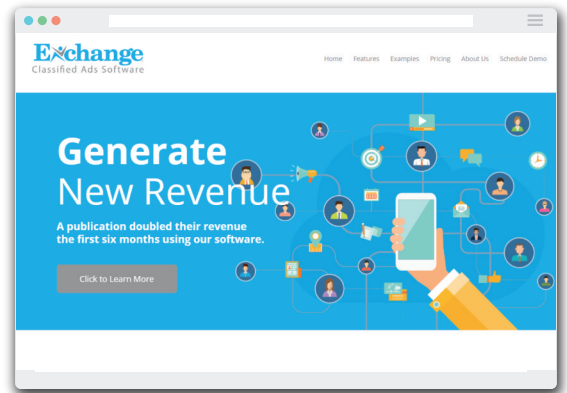 Exchange
Classified Ads Software
Home Features Examples Pricing About Us Schedule Demo
Generate
New Revenue
A publication doubled their revenue
the first six months using our software.
Click to Learn More